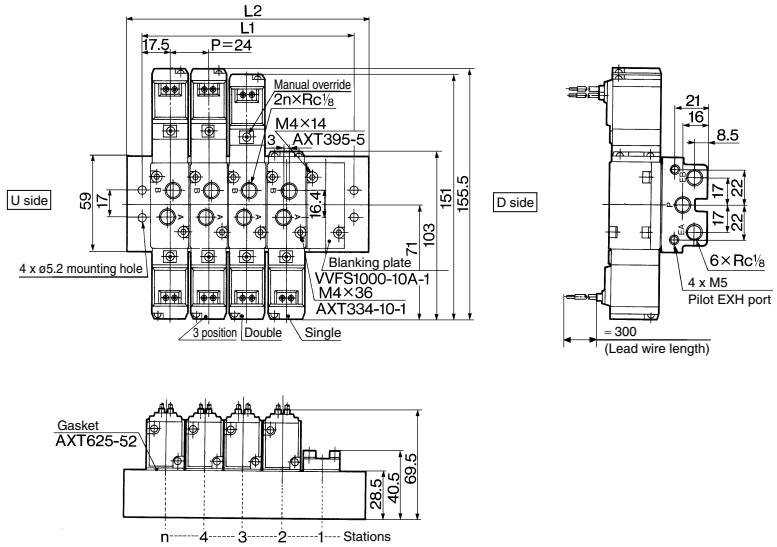 L2
L1
17.5
P=24
Manual override
2n×Rc1⁄8
M4×14
3
AXT395-5
B
B
B
B
A
A
A
A
U side
59
17
16.4
71
103
151
155.5
4 x ø5.2 mounting hole
Blanking plate
VVFS1000-10A-1
M4×36
AXT334-10-1
3 position
Double
Single
D side
21
16
8.5
EB
P
EA
17
17
22
22
6×Rc1⁄8
4 x M5
Pilot EXH port
≈300
(Lead wire length)
Gasket
AXT625-52
28.5
40.5
69.5
n 4 3 2 1 Stations